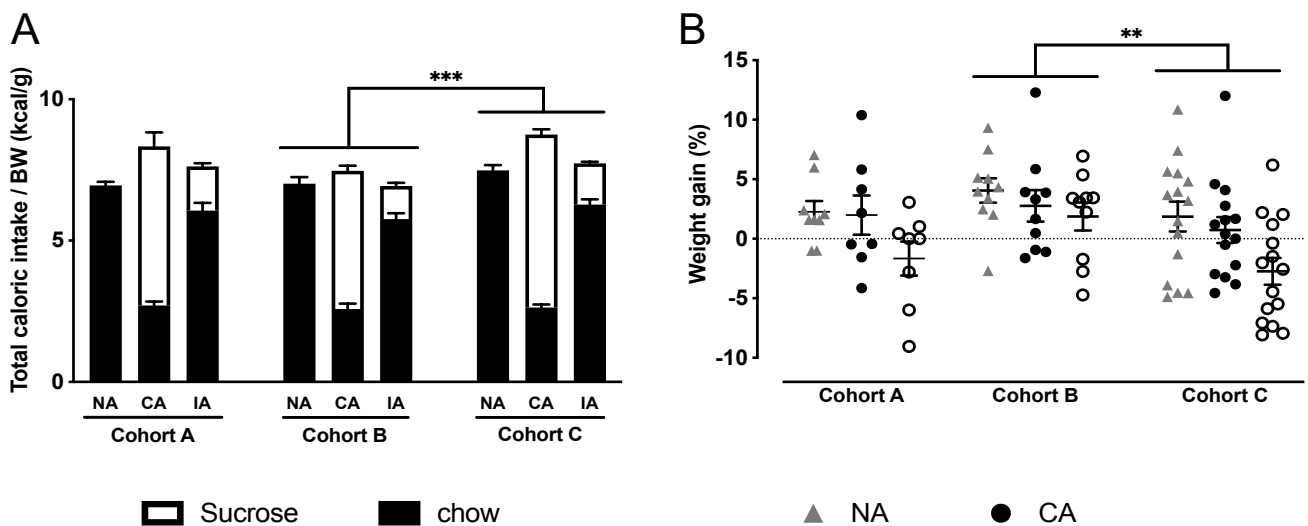 A
Total caloric intake / BW (kcal/g)
10
5
0
***
NA CA IA NA CA IA NA CA IA
Cohort A Cohort B Cohort C
Sucrose chow
B
Weight gain (%)
15
10
5
0
-5
-10
**
Cohort A Cohort B Cohort C
NA CA